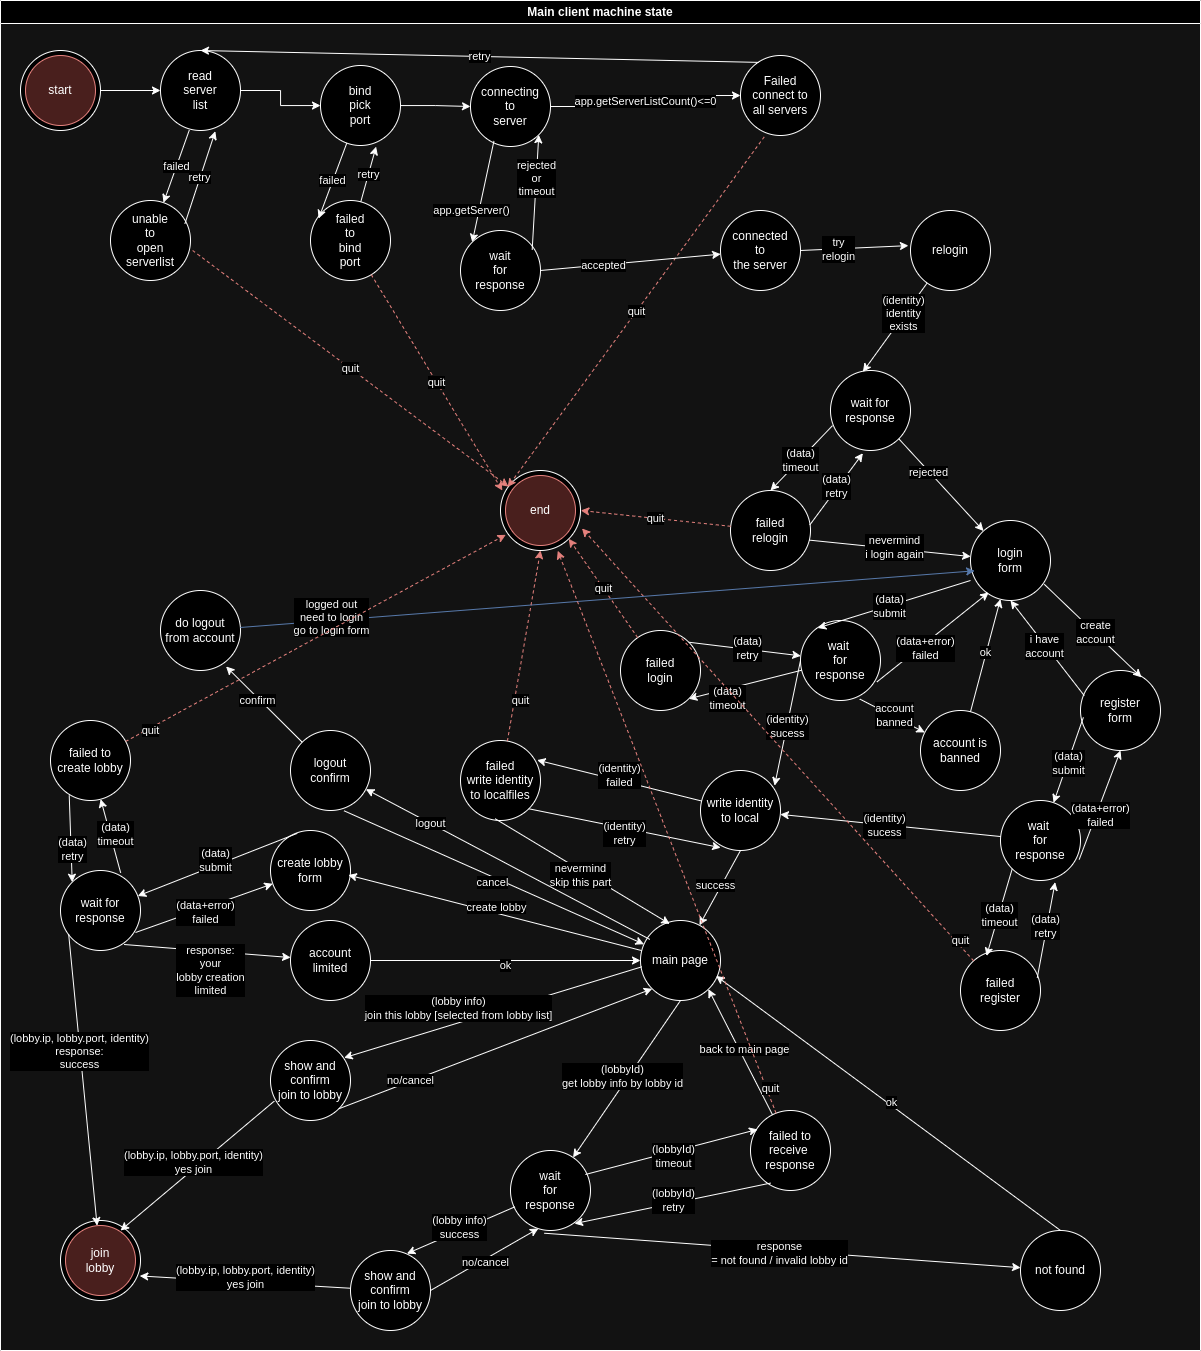 Main client machine state
start
read
server
list
bind
pick
port
connecting
to
server
Failed
connect to
all servers
retry
app.getServerListCount()<=0
failed
retry
failed
retry
rejected
or
timeout
app.getServer()
unable
to
open
serverlist
failed
to
bind
port
wait
for
response
accepted
connected
to
the server
try
relogin
relogin
(identity)
identity
exists
quit
quit
quit
wait for
response
(data)
timeout
(data)
retry
rejected
end
quit
failed
relogin
nevermind
i login again
login
form
quit
do logout
from account
logged out
need to login
go to login form
(data)
submit
(data)
retry
(data)
timeout
failed
login
wait
for
response
(data+error)
failed
ok
i have
account
create
account
register
form
account
banned
account is
banned
(identity)
sucess
confirm
quit
quit
failed to
create lobby
logout
confirm
failed
write identity
to localfiles
(identity)
failed
(identity)
retry
write identity
to local
(identity)
sucess
(data)
submit
(data+error)
failed
wait
for
response
logout
(data)
retry
(data)
timeout
(data)
submit
create lobby
form
cancel
nevermind
skip this part
success
create lobby
wait for
response
(data+error)
failed
response:
your
lobby creation
limited
account
limited
ok
main page
(data)
timeout
(data)
retry
quit
failed
register
(lobby info)
join this lobby [selected from lobby list]
(lobby.ip, lobby.port, identity)
response:
success
show and
confirm
join to lobby
no/cancel
(lobbyId)
get lobby info by lobby id
back to main page
quit
ok
(lobby.ip, lobby.port, identity)
yes join
wait
for
response
(lobbyId)
timeout
(lobbyId)
retry
failed to
receive
response
(lobby info)
success
no/cancel
response
= not found / invalid lobby id
not found
join
lobby
(lobby.ip, lobby.port, identity)
yes join
show and
confirm
join to lobby